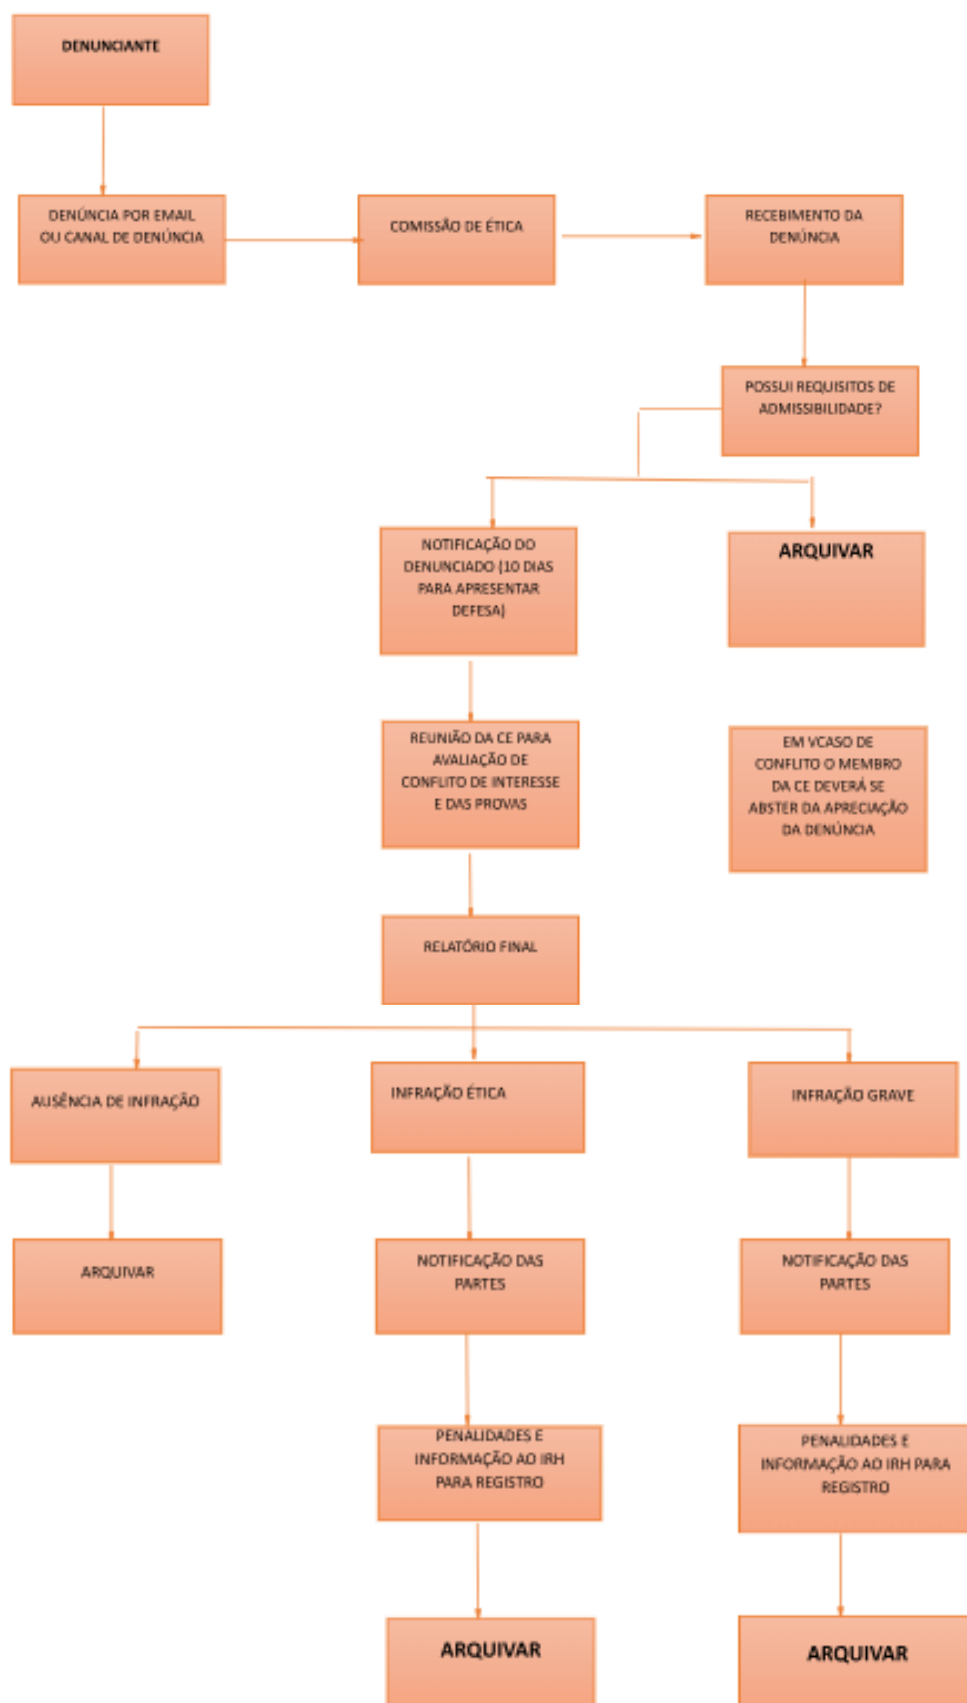 DENUNCIANTE
DENÚNCIA POR EMAIL
OU CANAL DE DENÚNCIA
COMISSÃO DE ÉTICA
RECEBIMENTO DA
DENÚNCIA
POSSUI REQUISITOS DE
ADMISSIBILIDADE?
NOTIFICAÇÃO DO
DENUNCIADO (10 DIAS
PARA APRESENTAR
DEFESA)
ARQUIVAR
REUNIÃO DA CE PARA
AVALIAÇÃO DE
CONFLITO DE INTERESSE
E DAS PROVAS
EM VCASO DE
CONFLITO O MEMBRO
DA CE DEVERÁ SE
ABSTER DA APRECIAÇÃO
DA DENÚNCIA
RELATÓRIO FINAL
AUSÊNCIA DE INFRAÇÃO
INFRAÇÃO ÉTICA
INFRAÇÃO GRAVE
ARQUIVAR
NOTIFICAÇÃO DAS
PARTES
NOTIFICAÇÃO DAS
PARTES
PENALIDADES E
INFORMAÇÃO AO IRH
PARA REGISTRO
PENALIDADES E
INFORMAÇÃO AO IRH PARA
REGISTRO
ARQUIVAR
ARQUIVAR